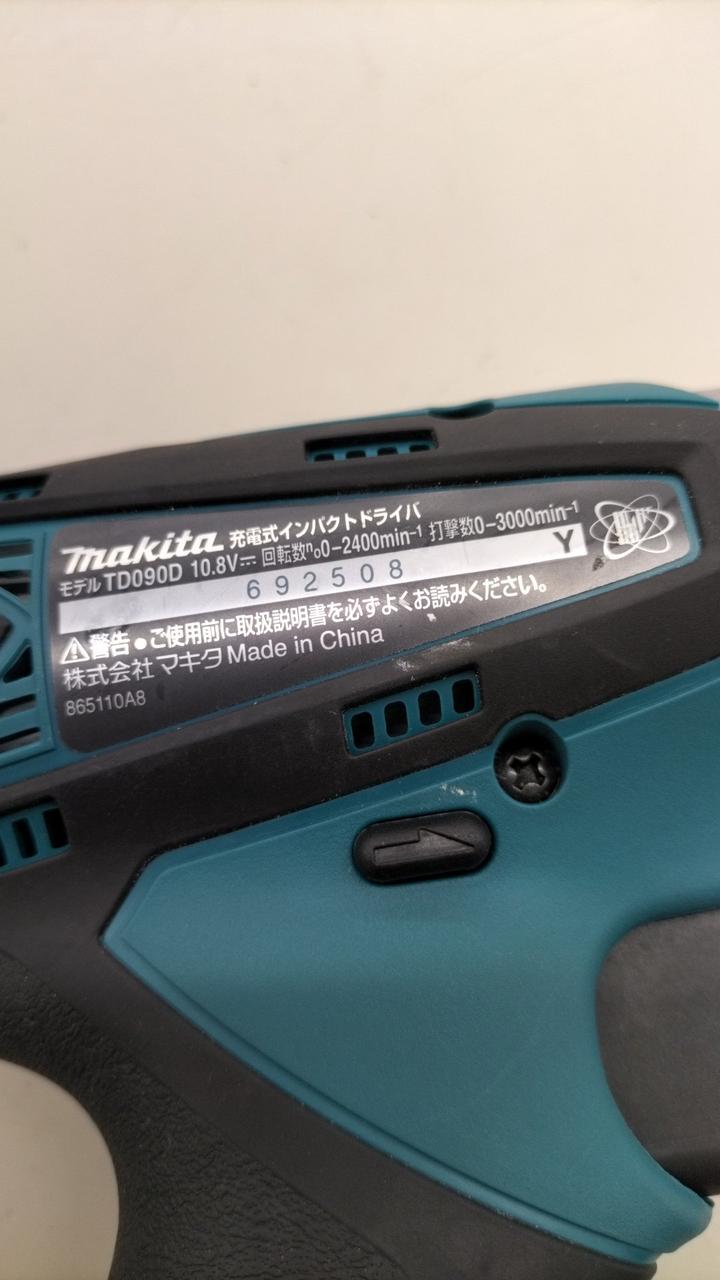 makita 充電式インパクトドライバ
モデル TD090D 10.8V⎓ 回転数n₀0-2400min⁻¹ 打撃数0-3000min⁻¹
692508 Y
⚠警告●ご使用前に取扱説明書を必ずよくお読みください。
株式会社マキタ Made in China
865110A8